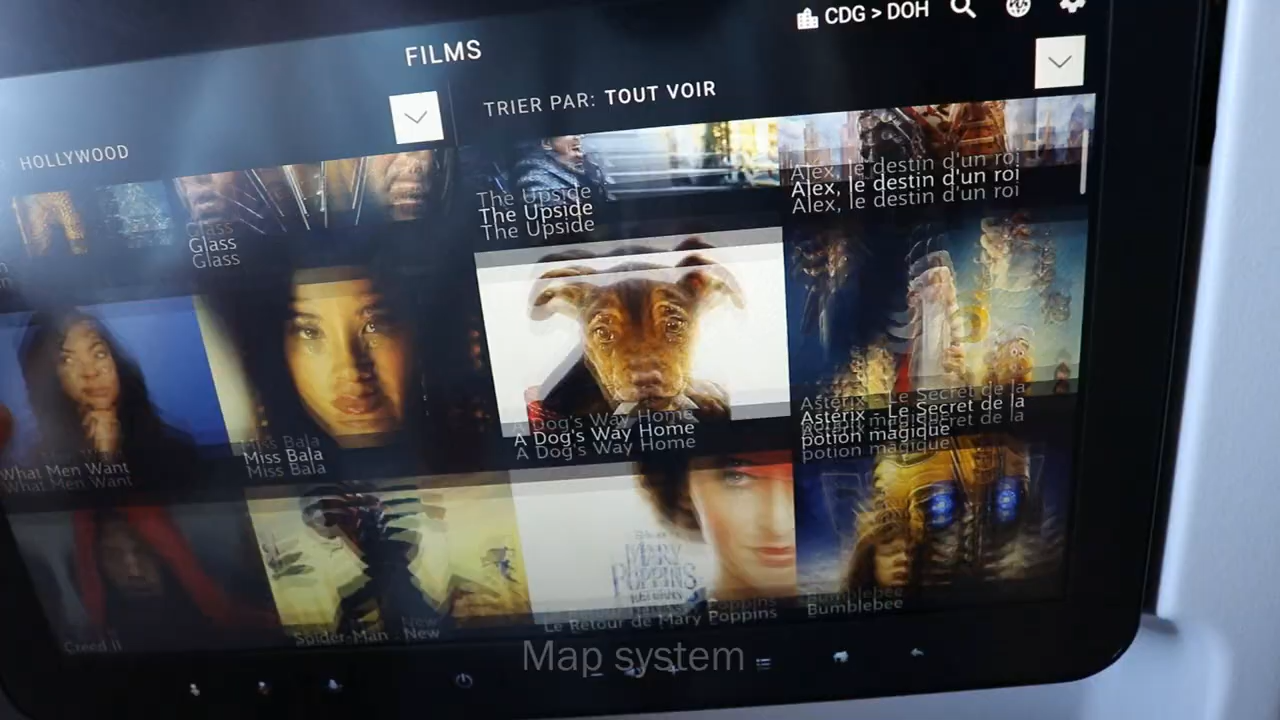 CDG > DOH
FILMS
TRIER PAR: TOUT VOIR
HOLLYWOOD
Glass
The Upside
Alex, le destin d'un roi
What Men Want
Miss Bala
A Dog's Way Home
Astérix - Le Secret de la
potion magique
MARY
POPPINS
Creed II
Spider-Man : New
Le Retour de Mary Poppins
Bumblebee
Map system